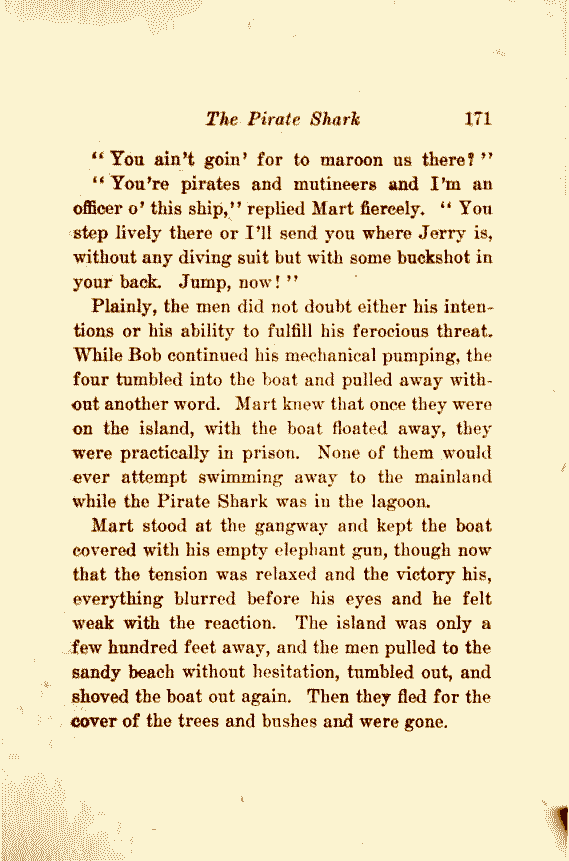 The Pirate Shark 171
“ You ain’t goin’ for to maroon us there? ”
“ You’re pirates and mutineers and I’m an
officer o’ this ship,” replied Mart fiercely. “ You
step lively there or I’ll send you where Jerry is,
without any diving suit but with some buckshot in
your back. Jump, now! ”
Plainly, the men did not doubt either his inten-
tions or his ability to fulfill his ferocious threat.
While Bob continued his mechanical pumping, the
four tumbled into the boat and pulled away with-
out another word. Mart knew that once they were
on the island, with the boat floated away, they
were practically in prison. None of them would
ever attempt swimming away to the mainland
while the Pirate Shark was in the lagoon.
Mart stood at the gangway and kept the boat
covered with his empty elephant gun, though now
that the tension was relaxed and the victory his,
everything blurred before his eyes and he felt
weak with the reaction. The island was only a
few hundred feet away, and the men pulled to the
sandy beach without hesitation, tumbled out, and
shoved the boat out again. Then they fled for the
cover of the trees and bushes and were gone.